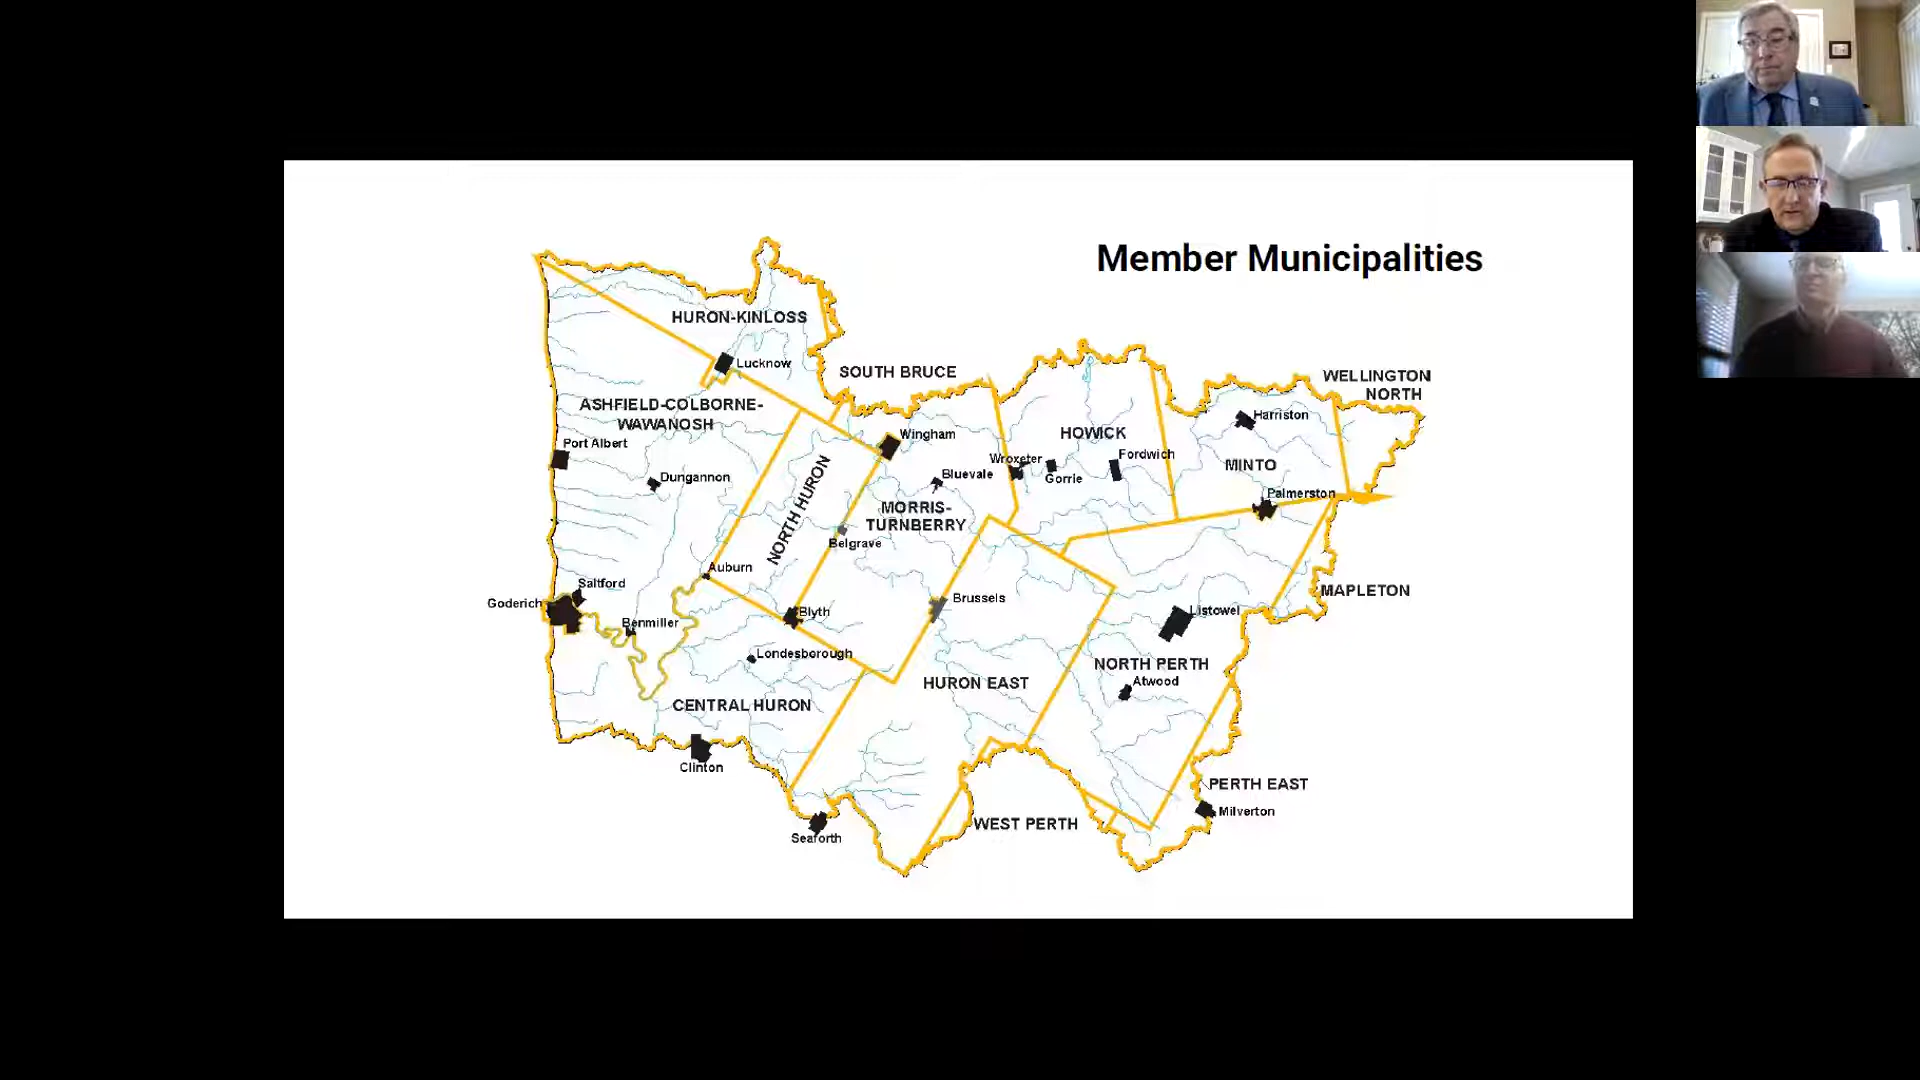 Member Municipalities
HURON-KINLOSS
Lucknow
SOUTH BRUCE
WELLINGTON
NORTH
ASHFIELD-COLBORNE-
WAWANOSH
Port Albert
Dungannon
NORTH HURON
Wingham
Bluevale
MORRIS-
TURNBERRY
Belgrave
Wroxeter
HOWICK
Gorrie
Fordwich
Harriston
MINTO
Palmerston
Auburn
Saltford
Goderich
Benmiller
Blyth
Londesborough
Brussels
MAPLETON
Listowel
NORTH PERTH
Atwood
HURON EAST
CENTRAL HURON
Clinton
Seaforth
WEST PERTH
PERTH EAST
Milverton